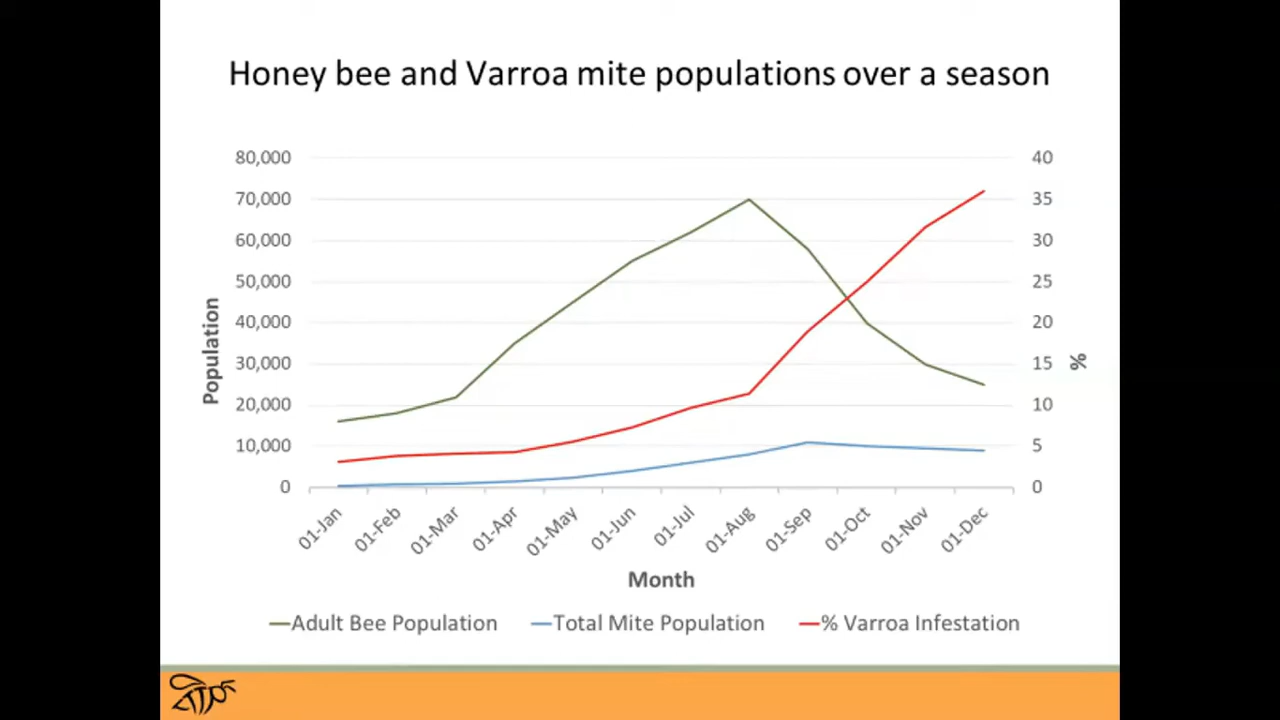 Honey bee and Varroa mite populations over a season
80,000
70,000
60,000
50,000
40,000
30,000
20,000
10,000
0
Population
40
35
30
25
20
15
10
5
0
%
01-Jan
01-Feb
01-Mar
01-Apr
01-May
01-Jun
01-Jul
01-Aug
01-Sep
01-Oct
01-Nov
01-Dec
Month
Adult Bee Population
Total Mite Population
% Varroa Infestation